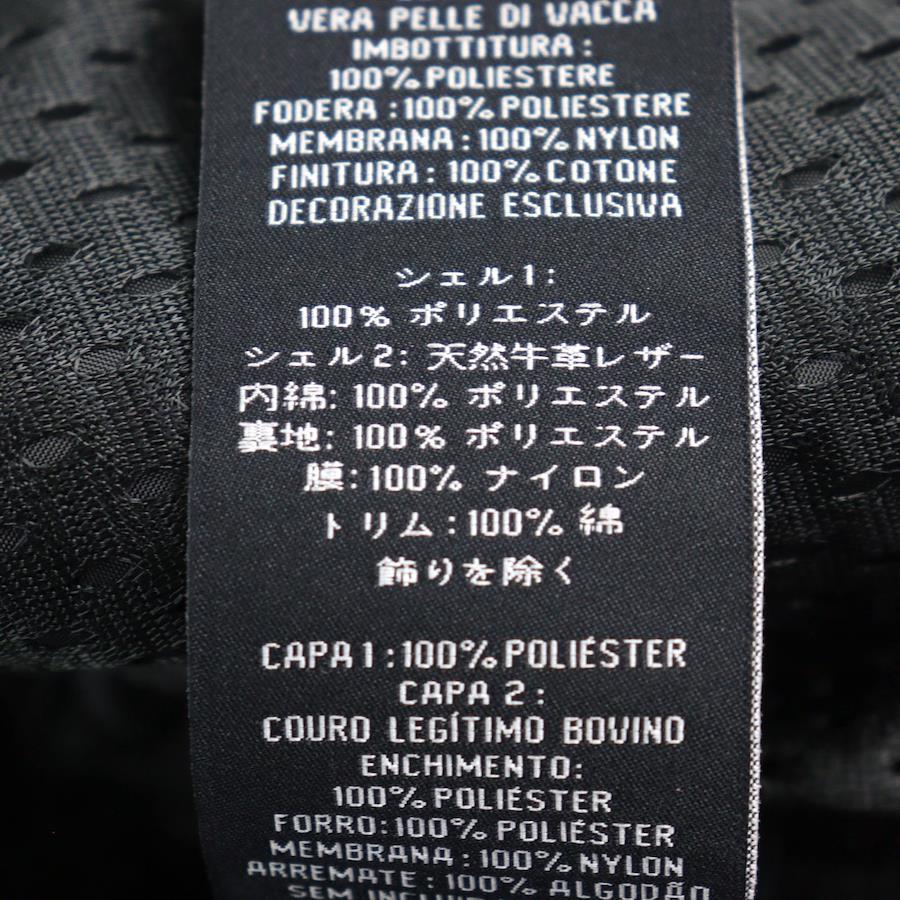 VERA PELLE DI VACCA
IMBOTTITURA :
100% POLIESTERE
FODERA :100% POLIESTERE
MEMBRANA :100% NYLON
FINITURA : 100% COTONE
DECORAZIONE ESCLUSIVA
シェル1:
100% ポリエステル
シェル2: 天然牛革レザー
内綿: 100% ポリエステル
裏地: 100% ポリエステル
膜:100% ナイロン
トリム :100% 綿
飾りを除く
CAPA 1 :100% POLIÉSTER
CAPA 2 :
COURO LEGÍTIMO BOVINO
ENCHIMENTO:
100% POLIÉSTER
FORRO:100% POLIÉSTER
MEMBRANA :100% NYLON
ARREMATE : 100% ALGODÃO
SEM